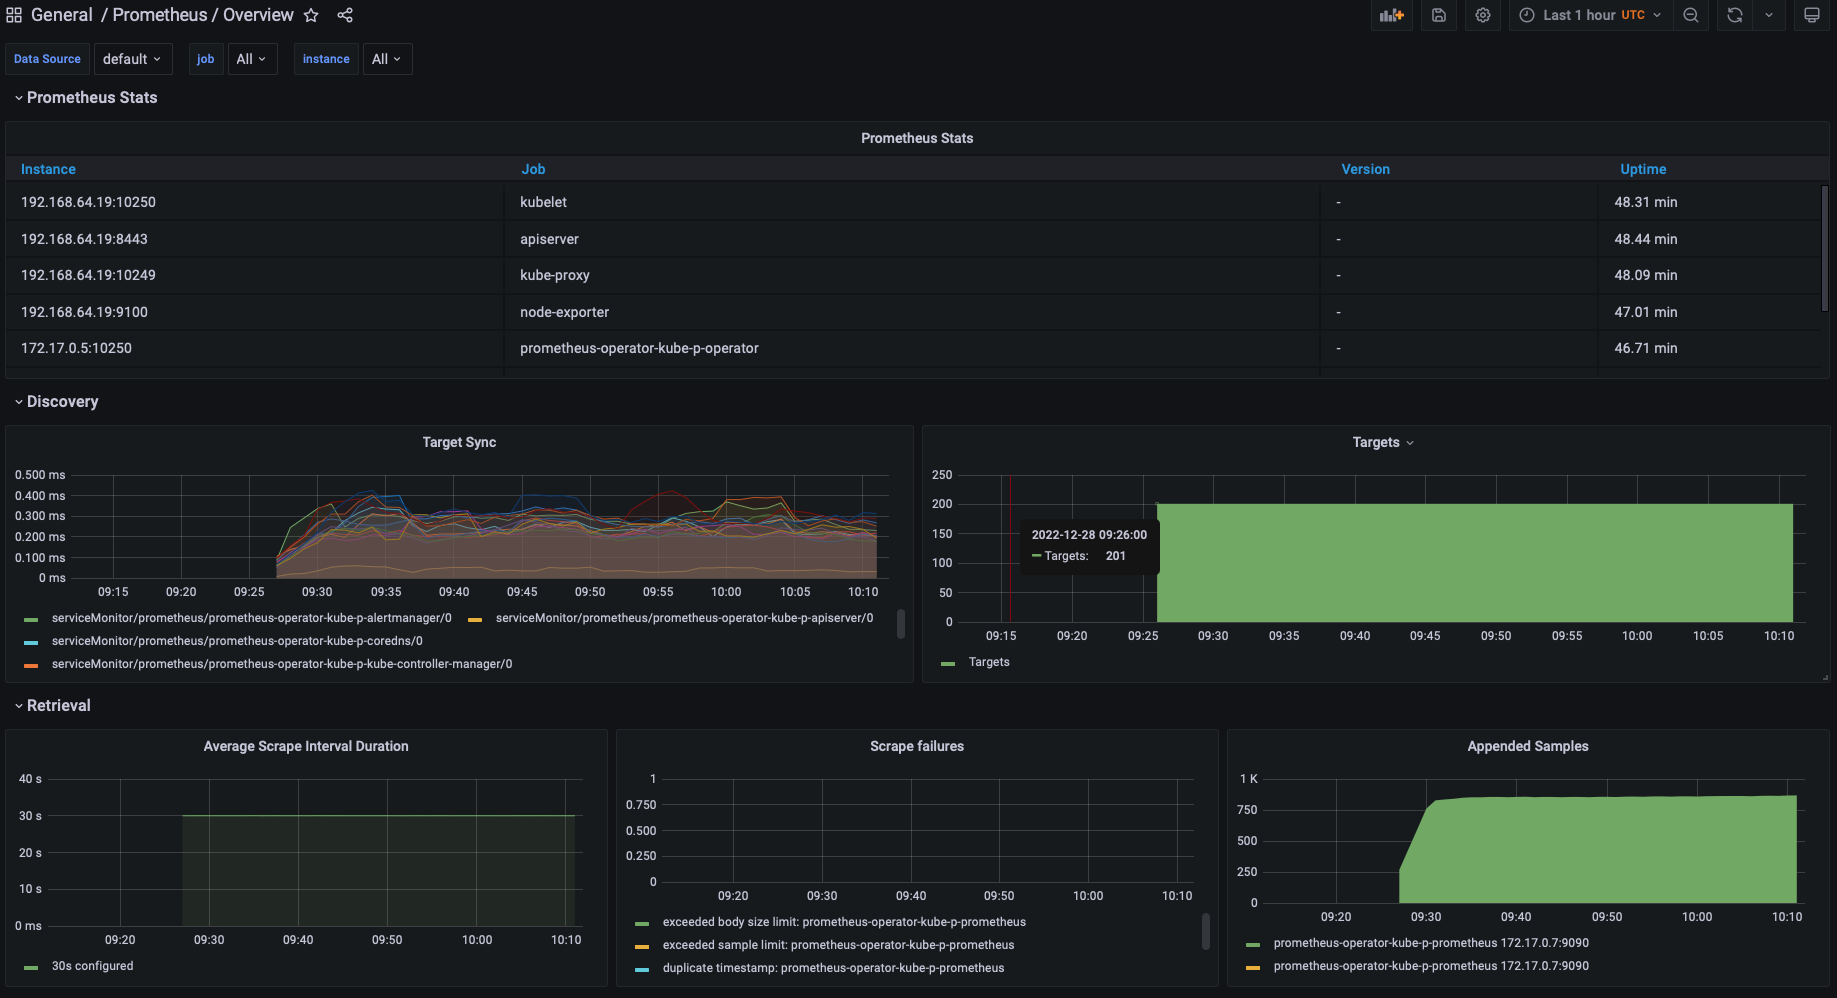 General / Prometheus / Overview
Last 1 hour UTC
Data Source default job All instance All
Prometheus Stats
Prometheus Stats
Instance Job Version Uptime
192.168.64.19:10250 kubelet - 48.31 min
192.168.64.19:8443 apiserver - 48.44 min
192.168.64.19:10249 kube-proxy - 48.09 min
192.168.64.19:9100 node-exporter - 47.01 min
172.17.0.5:10250 prometheus-operator-kube-p-operator - 46.71 min
Discovery
Target Sync
0.500 ms
0.400 ms
0.300 ms
0.200 ms
0.100 ms
0 ms
09:15 09:20 09:25 09:30 09:35 09:40 09:45 09:50 09:55 10:00 10:05 10:10
serviceMonitor/prometheus/prometheus-operator-kube-p-alertmanager/0 serviceMonitor/prometheus/prometheus-operator-kube-p-apiserver/0
serviceMonitor/prometheus/prometheus-operator-kube-p-coredns/0
serviceMonitor/prometheus/prometheus-operator-kube-p-kube-controller-manager/0
Targets
250
200
150
100
50
0
2022-12-28 09:26:00
Targets: 201
09:15 09:20 09:25 09:30 09:35 09:40 09:45 09:50 09:55 10:00 10:05 10:10
Targets
Retrieval
Average Scrape Interval Duration
40 s
30 s
20 s
10 s
0 ms
09:20 09:30 09:40 09:50 10:00 10:10
30s configured
Scrape failures
1
0.750
0.500
0.250
0
09:20 09:30 09:40 09:50 10:00 10:10
exceeded body size limit: prometheus-operator-kube-p-prometheus
exceeded sample limit: prometheus-operator-kube-p-prometheus
duplicate timestamp: prometheus-operator-kube-p-prometheus
Appended Samples
1 K
750
500
250
0
09:20 09:30 09:40 09:50 10:00 10:10
prometheus-operator-kube-p-prometheus 172.17.0.7:9090
prometheus-operator-kube-p-prometheus 172.17.0.7:9090